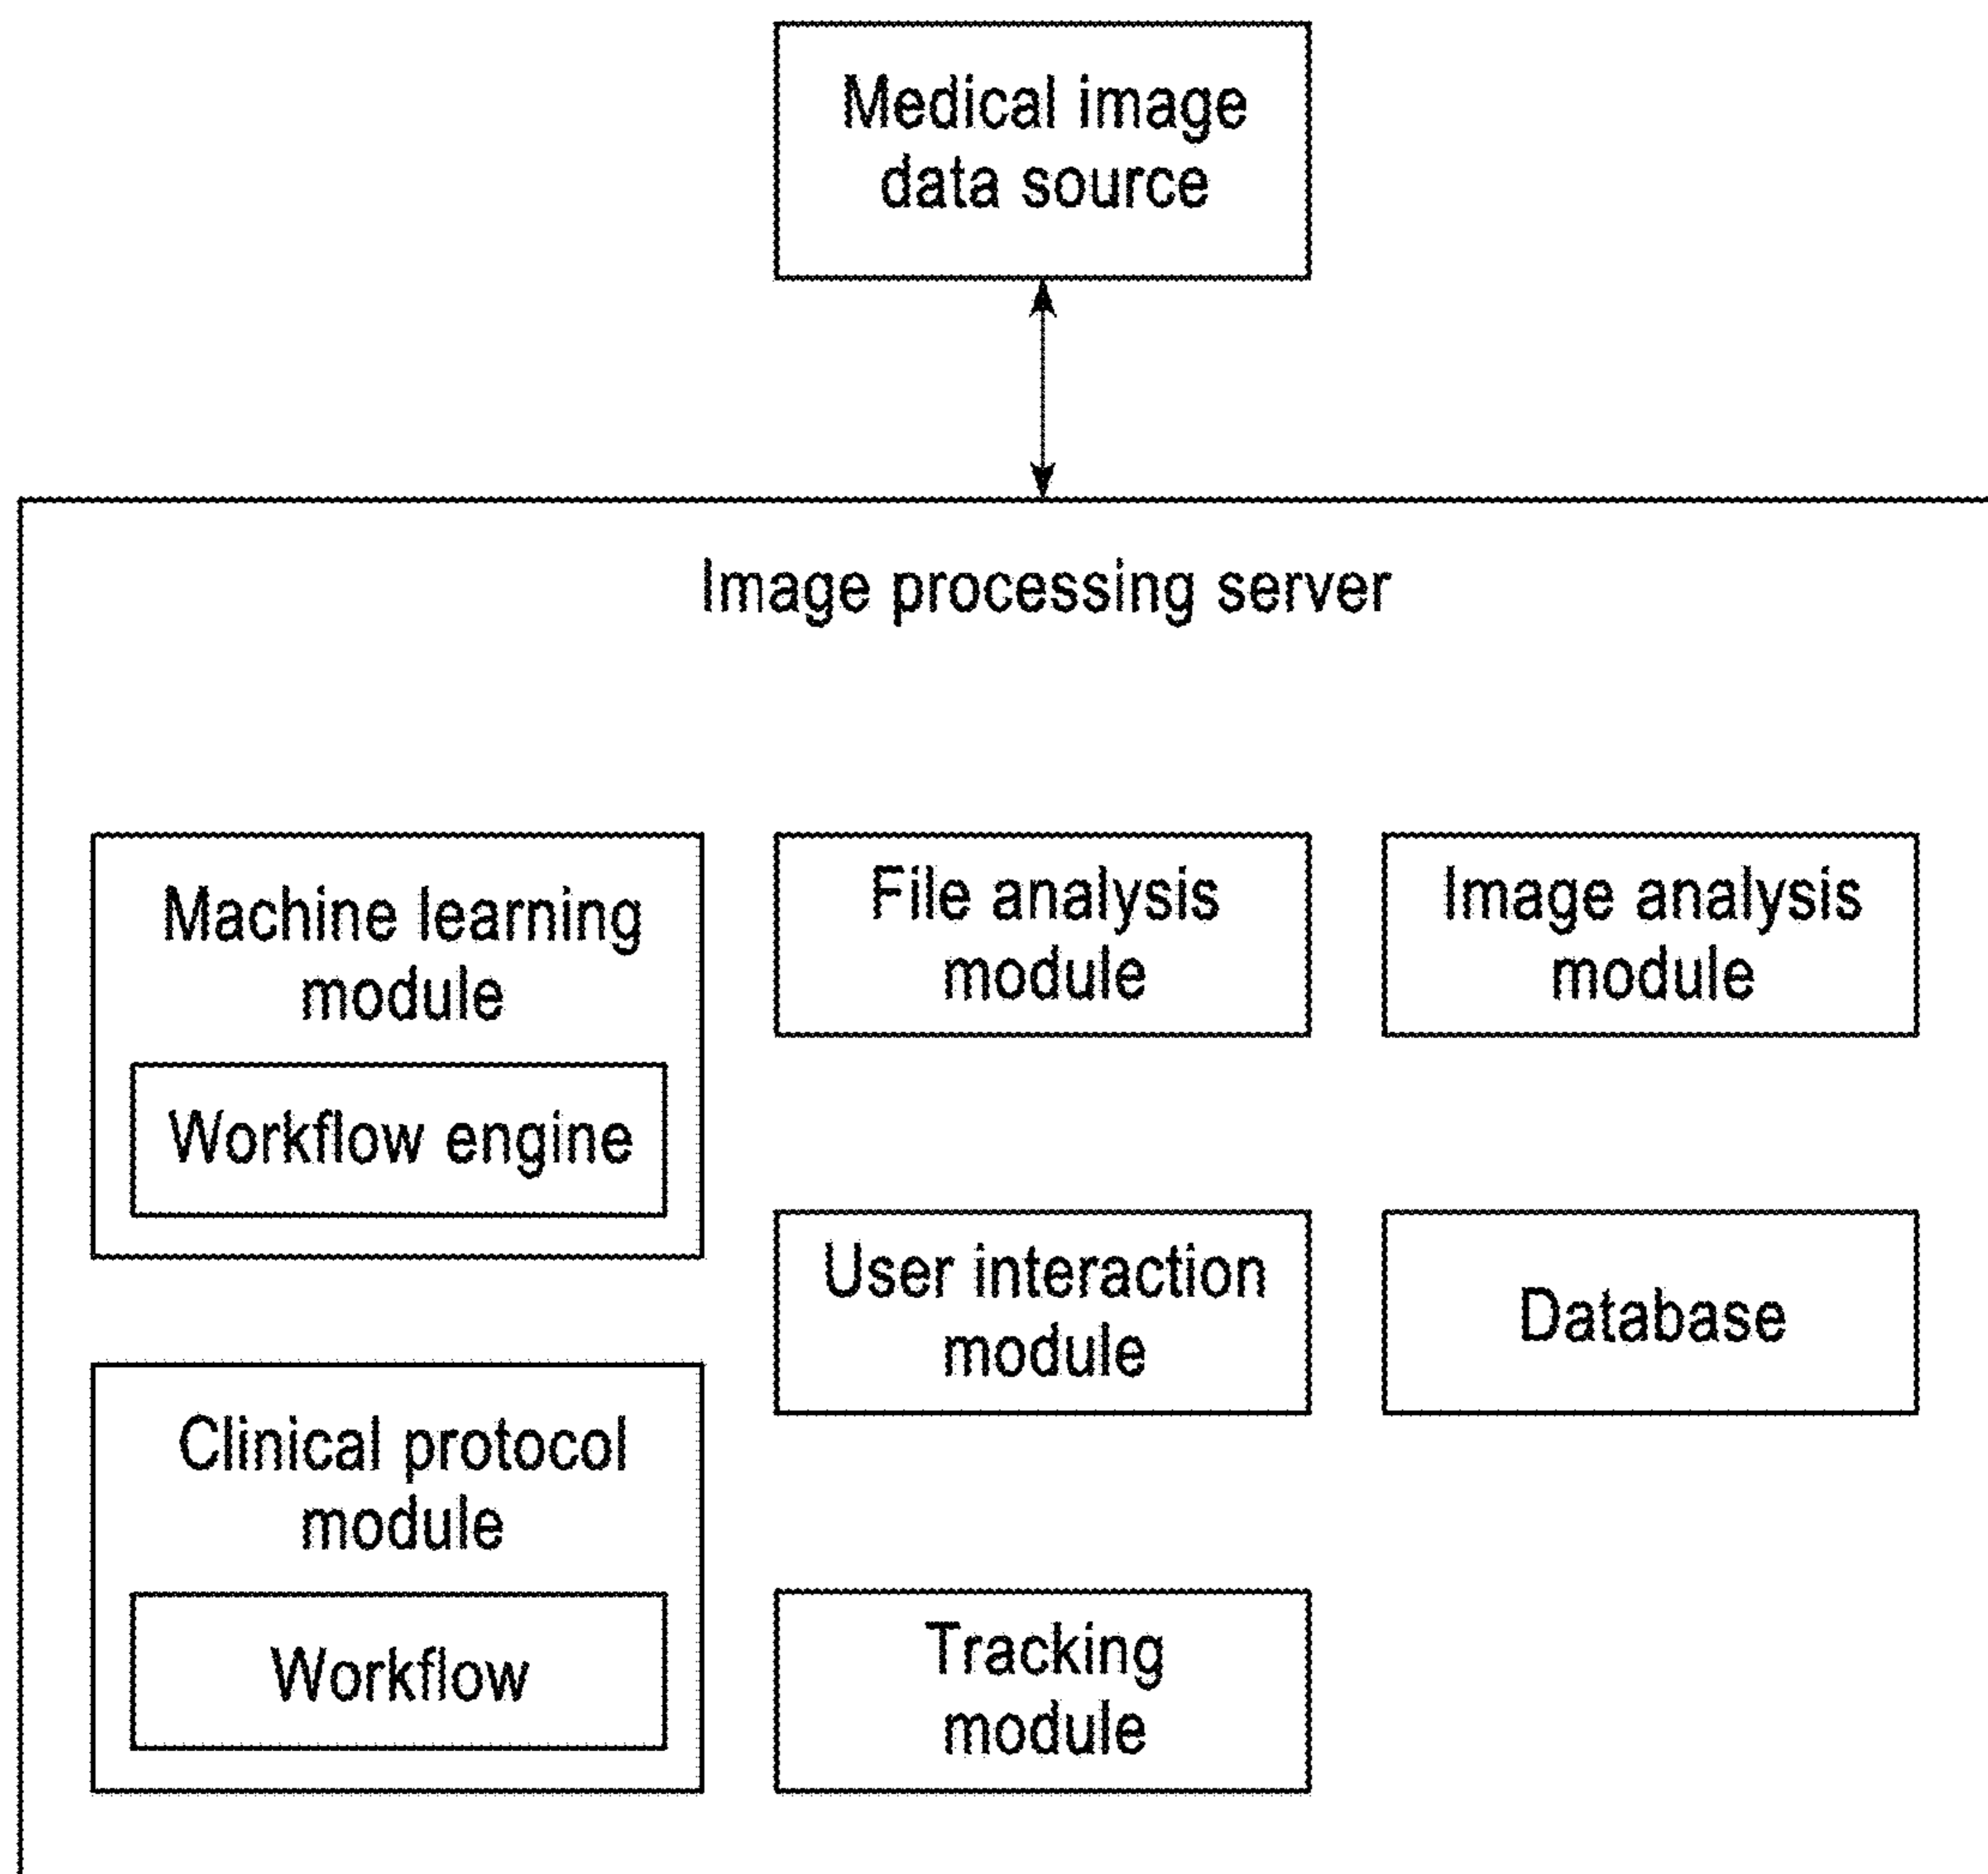 Medical image
data source
Image processing server
Machine learning
module
Workflow engine
File analysis
module
Image analysis
module
User interaction
module
Database
Clinical protocol
module
Workflow
Tracking
module